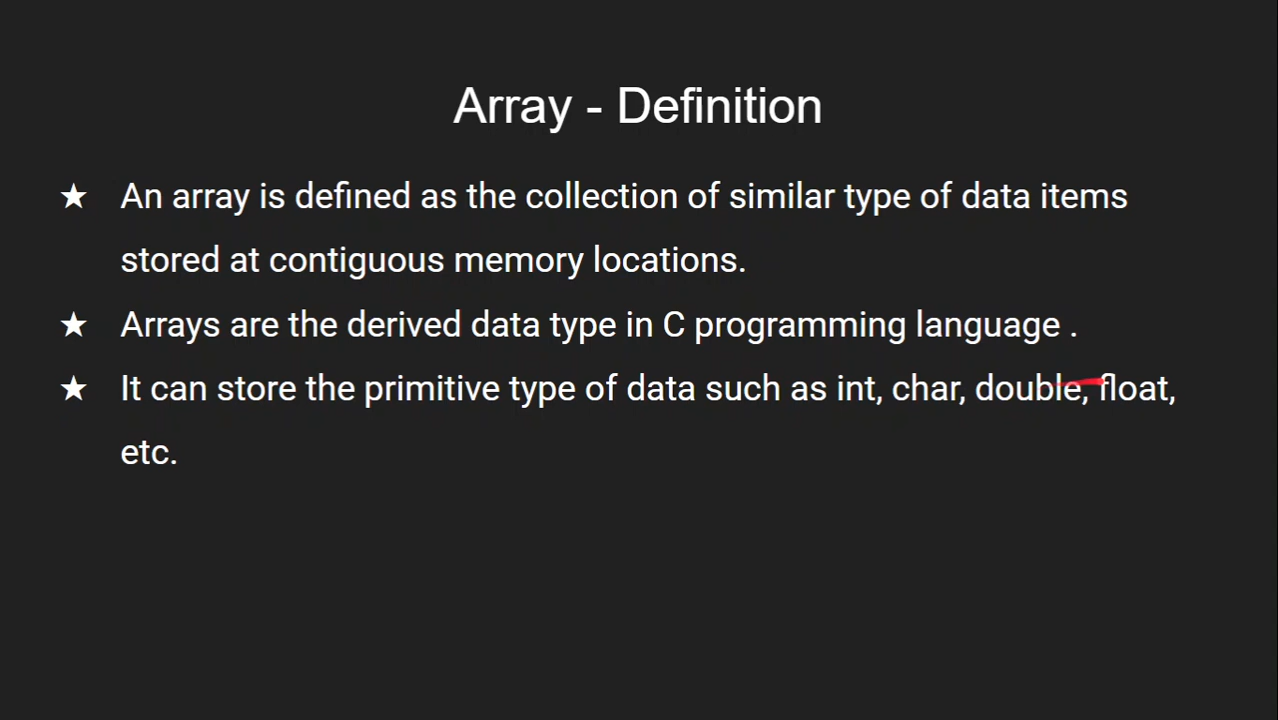 Array - Definition
★ An array is defined as the collection of similar type of data items
stored at contiguous memory locations.
★ Arrays are the derived data type in C programming language .
★ It can store the primitive type of data such as int, char, double, float,
etc.